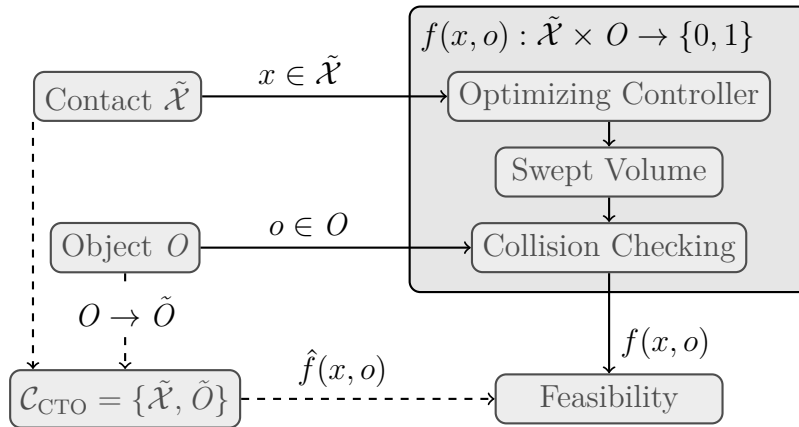 f(x, o) : 𝒳̃ × O → {0, 1}
x ∈ 𝒳̃
Contact 𝒳̃
Optimizing Controller
Swept Volume
o ∈ O
Object O
Collision Checking
O → Õ
f̂(x, o)
f(x, o)
𝒞_CTO = {𝒳̃, Õ}
Feasibility